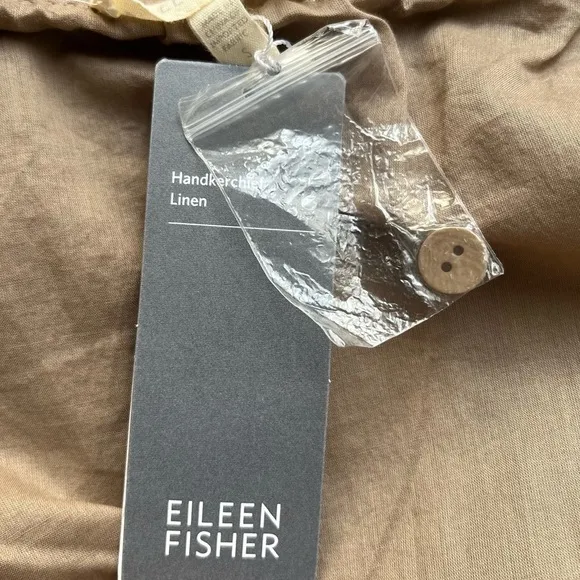 S
Handkerchief
Linen
EILEEN
FISHER